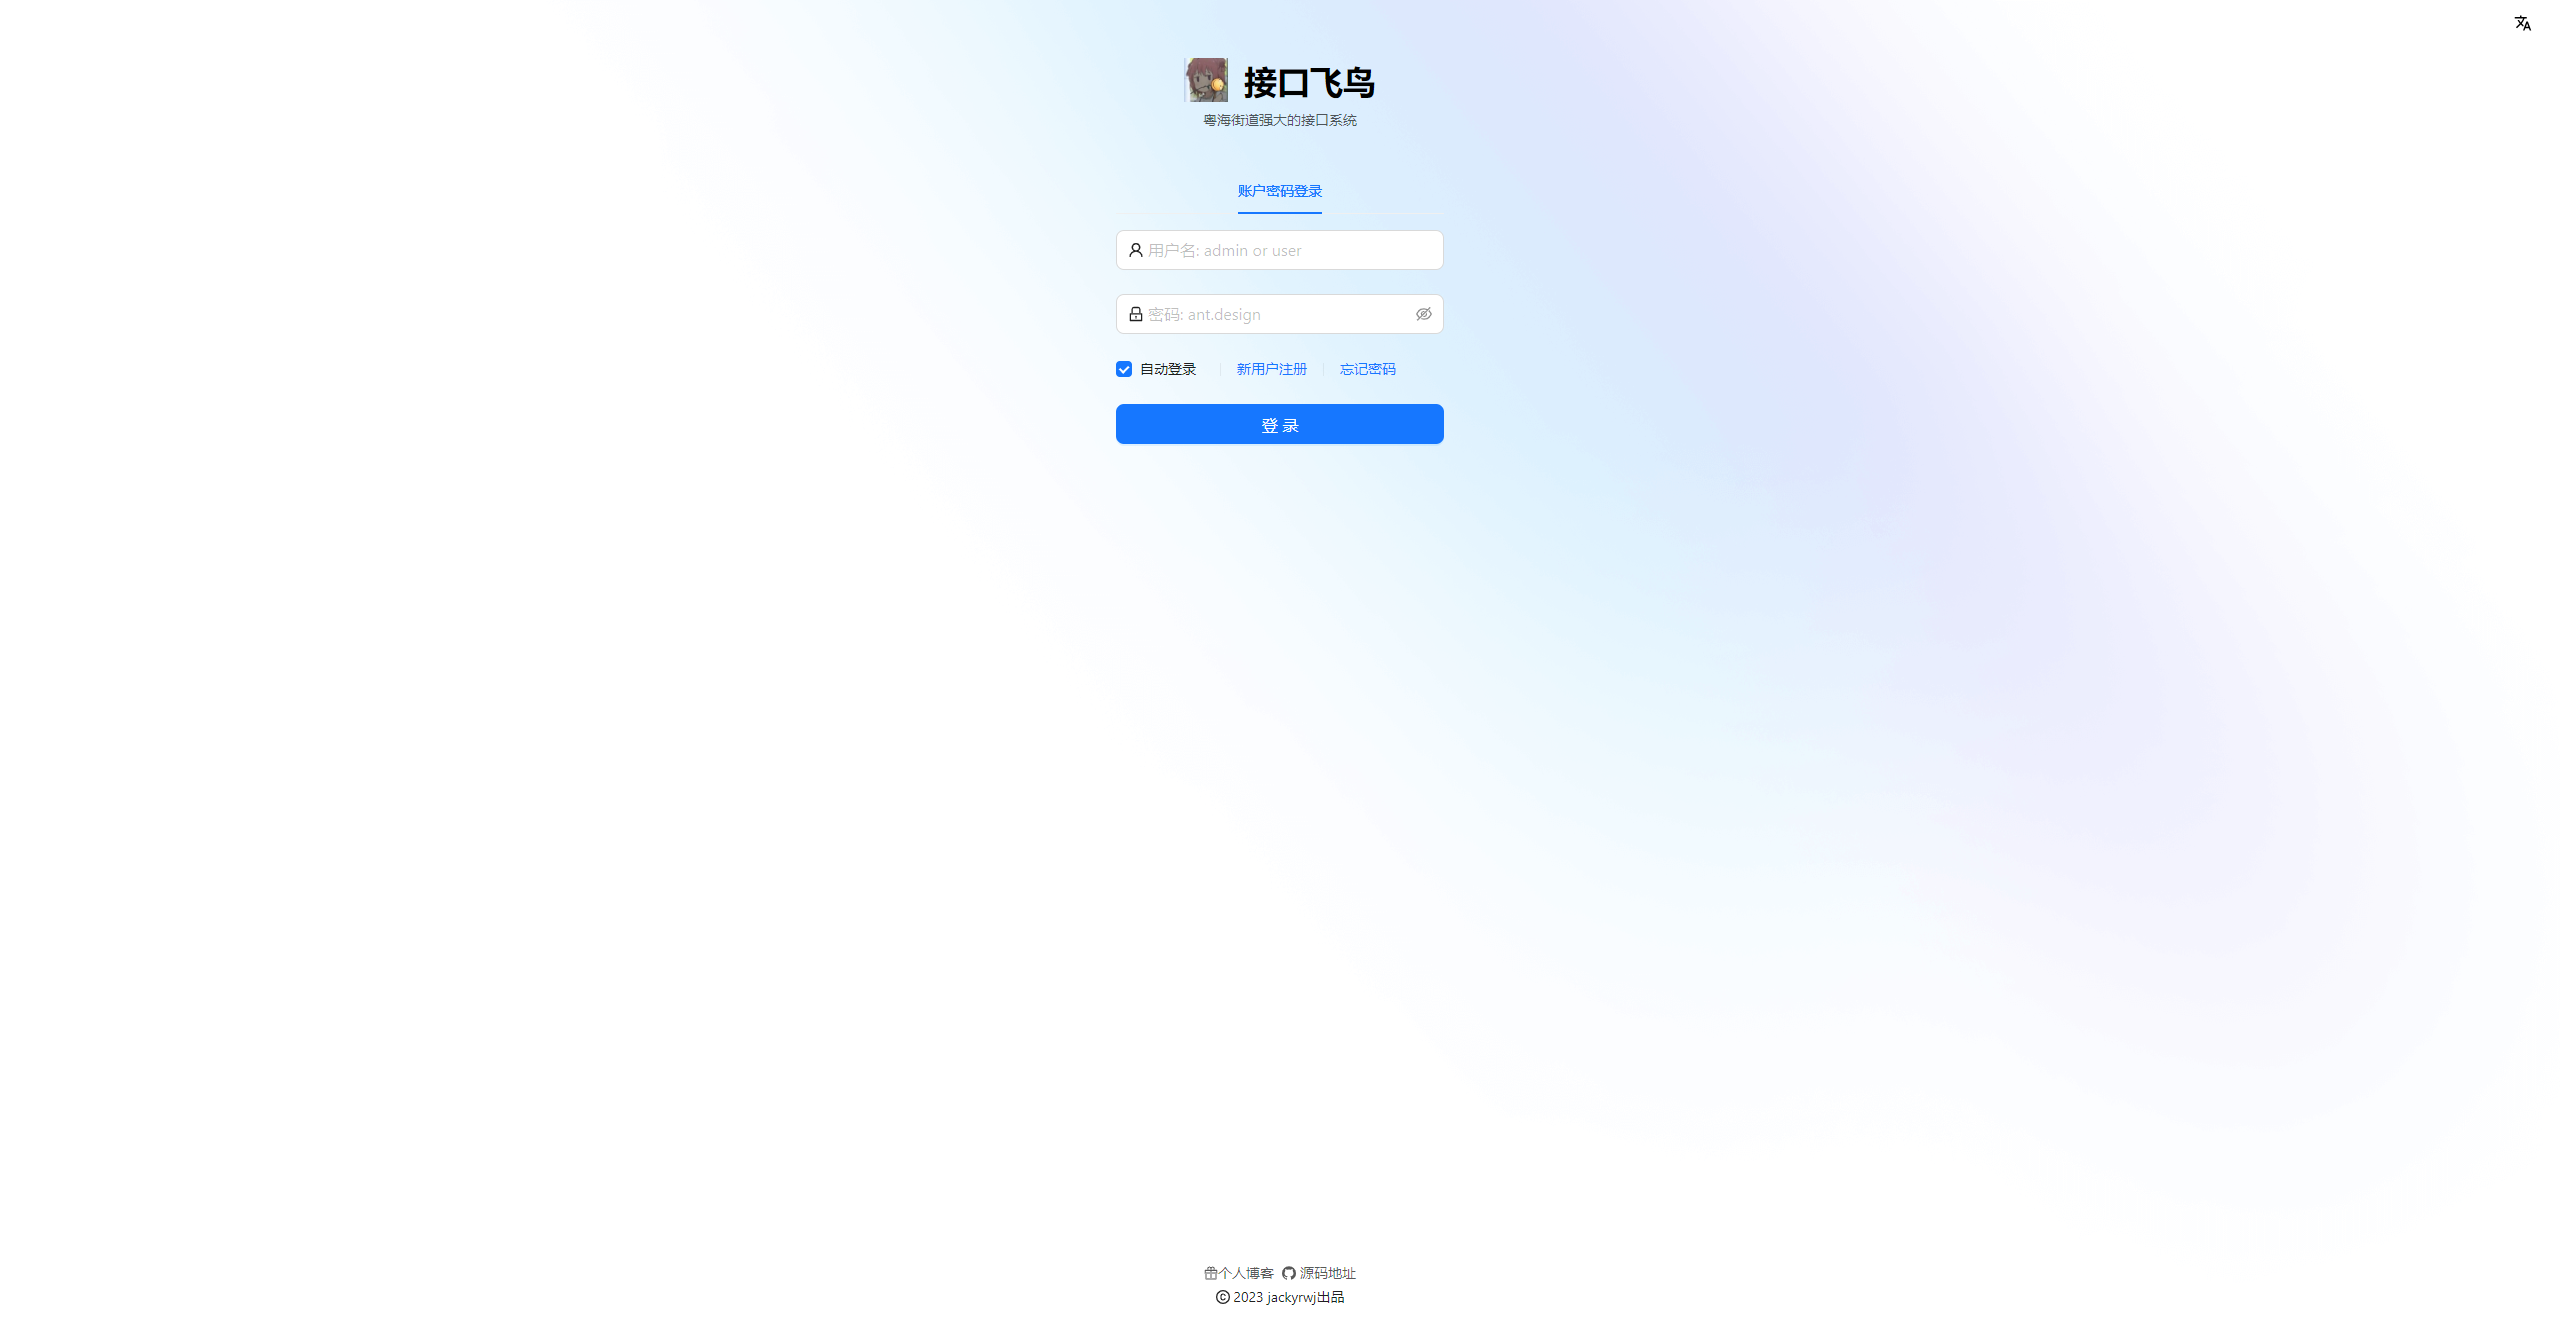 接口飞鸟
粤海街道强大的接口系统
账户密码登录
用户名: admin or user
密码: ant.design
自动登录 新用户注册 忘记密码
登 录
个人博客 源码地址
© 2023 jackyrwj出品